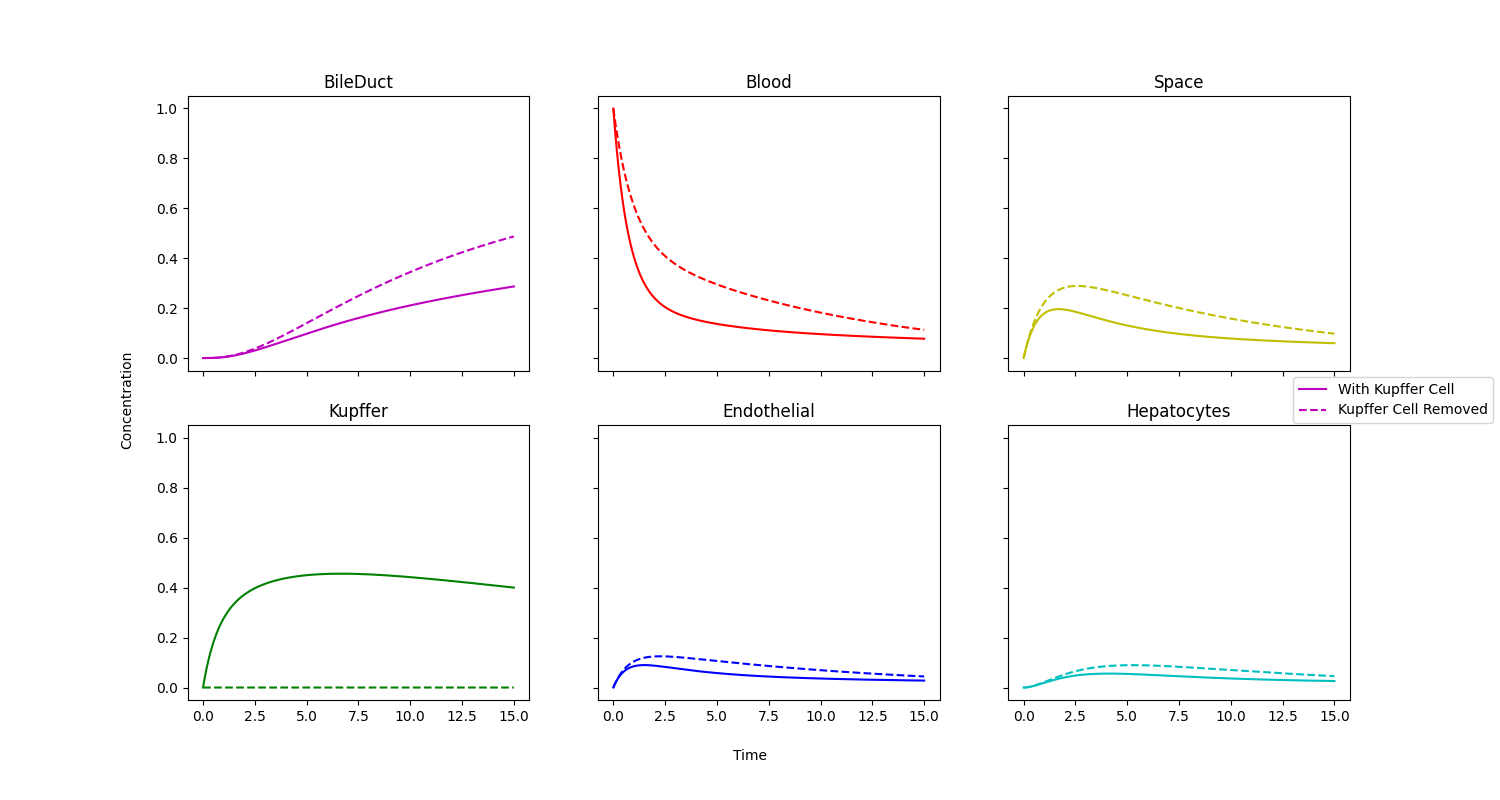 BileDuct
Blood
Space
1.0
0.8
0.6
0.4
0.2
0.0
Concentration
With Kupffer Cell
Kupffer Cell Removed
Kupffer
Endothelial
Hepatocytes
1.0
0.8
0.6
0.4
0.2
0.0
0.0 2.5 5.0 7.5 10.0 12.5 15.0
0.0 2.5 5.0 7.5 10.0 12.5 15.0
0.0 2.5 5.0 7.5 10.0 12.5 15.0
Time